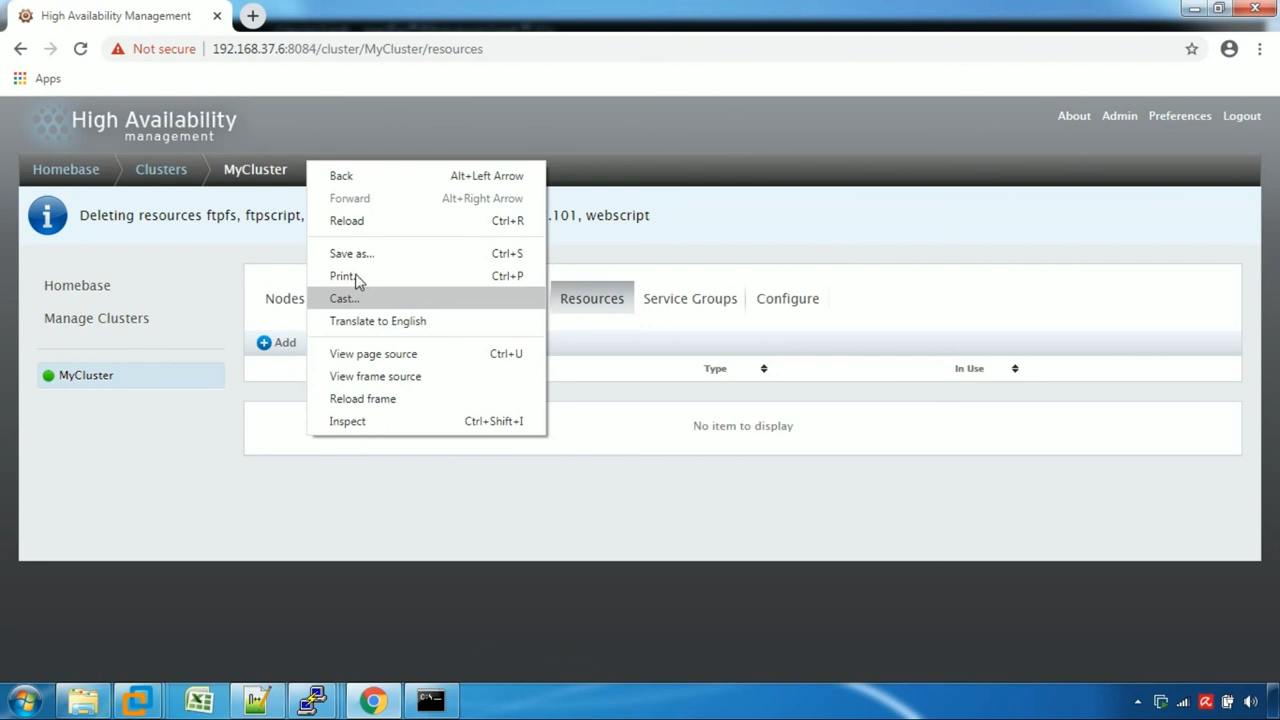 High Availability Management
Not secure
192.168.37.6:8084/cluster/MyCluster/resources
Apps
High Availability
management
About
Admin
Preferences
Logout
Homebase
Clusters
MyCluster
Deleting resources ftpfs, ftpscript,
.101, webscript
Back Alt+Left Arrow
Forward Alt+Right Arrow
Reload Ctrl+R
Save as... Ctrl+S
Print... Ctrl+P
Cast...
Translate to English
View page source Ctrl+U
View frame source
Reload frame
Inspect Ctrl+Shift+I
Homebase
Manage Clusters
MyCluster
Nodes
Resources
Service Groups
Configure
Add
Type
In Use
No item to display
C:\.